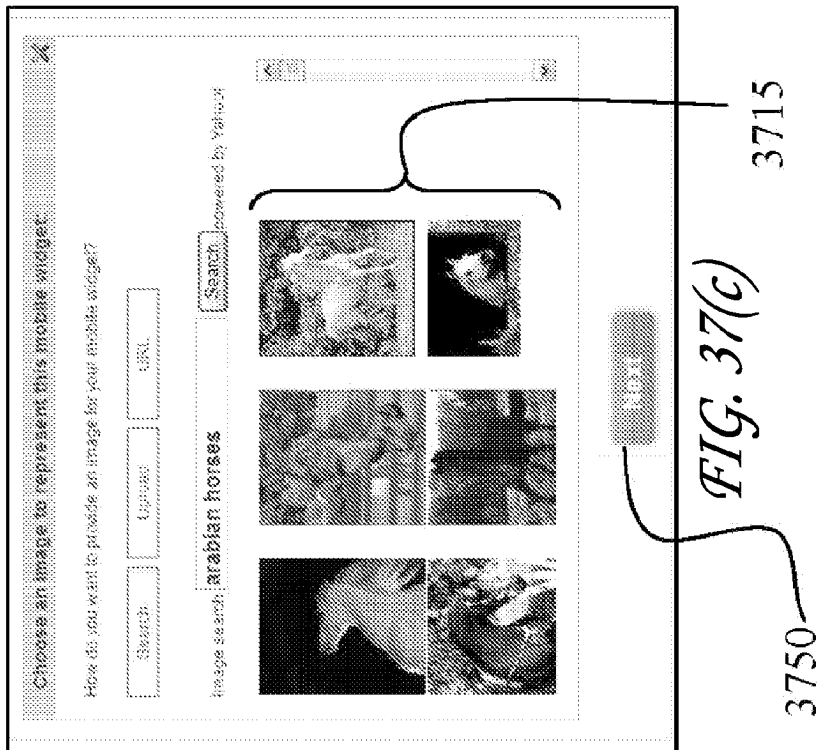 Choose an image to represent this mobile widget:
How do you want to provide an image for your mobile widget?
Search Upload URL
Image search: arabian horses Search powered by Yahoo!
Next
3715
3750
FIG. 37(c)